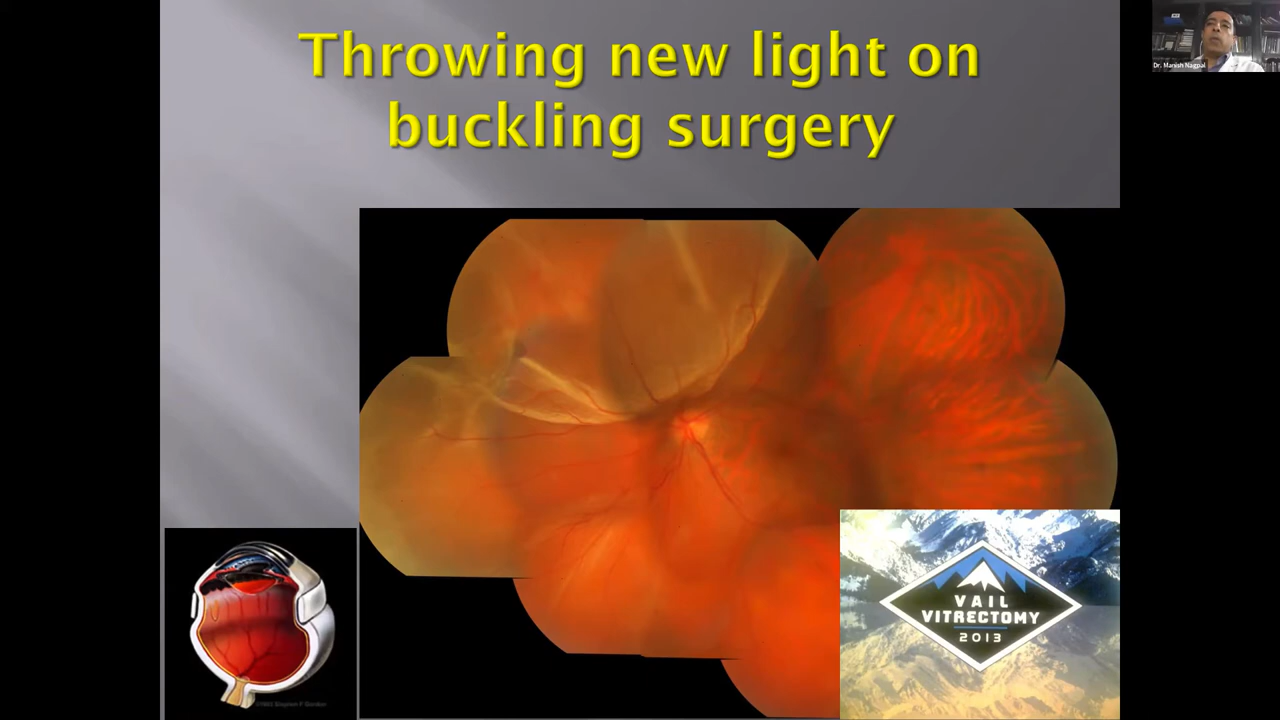 Throwing new light on
buckling surgery
Dr. Manish Nagpal
VAIL
VITRECTOMY
2013